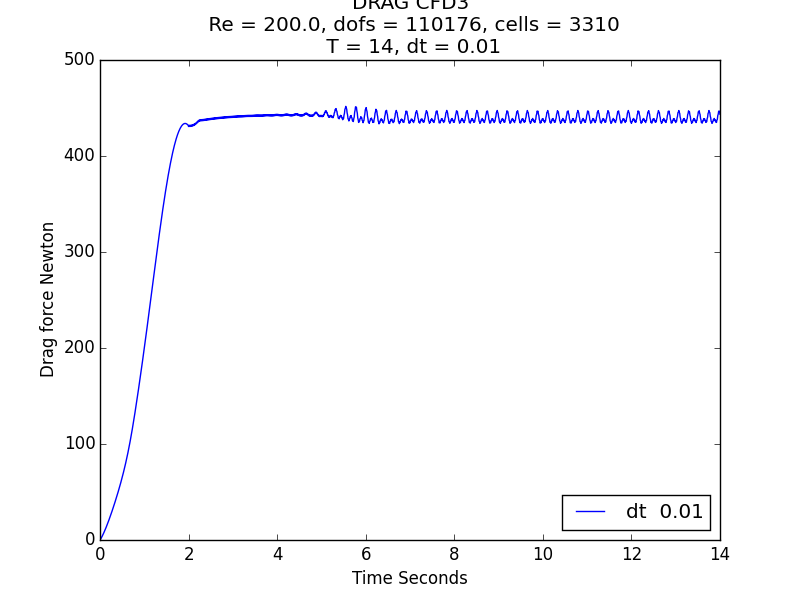 DRAG CFD3
Re = 200.0, dofs = 110176, cells = 3310
T = 14, dt = 0.01
500
400
300
200
100
0
Drag force Newton
0 2 4 6 8 10 12 14
Time Seconds
dt 0.01